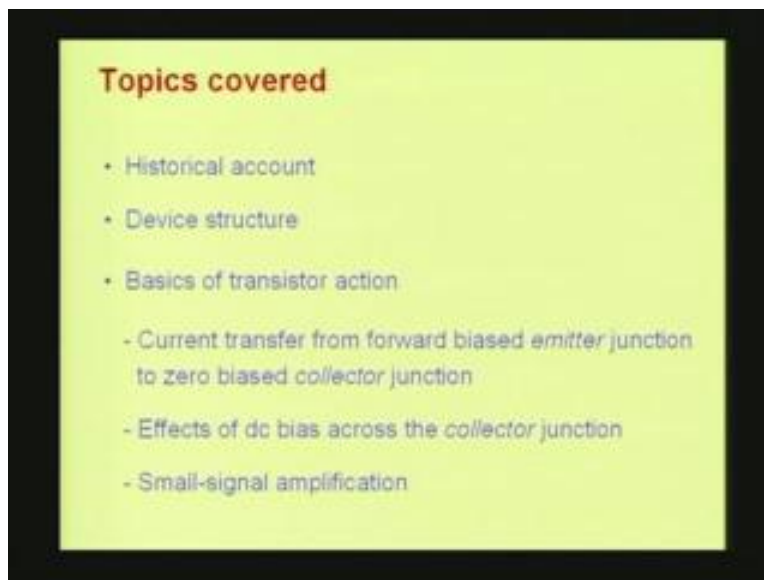 Topics covered
• Historical account
• Device structure
• Basics of transistor action
- Current transfer from forward biased emitter junction
to zero biased collector junction
- Effects of dc bias across the collector junction
- Small-signal amplification